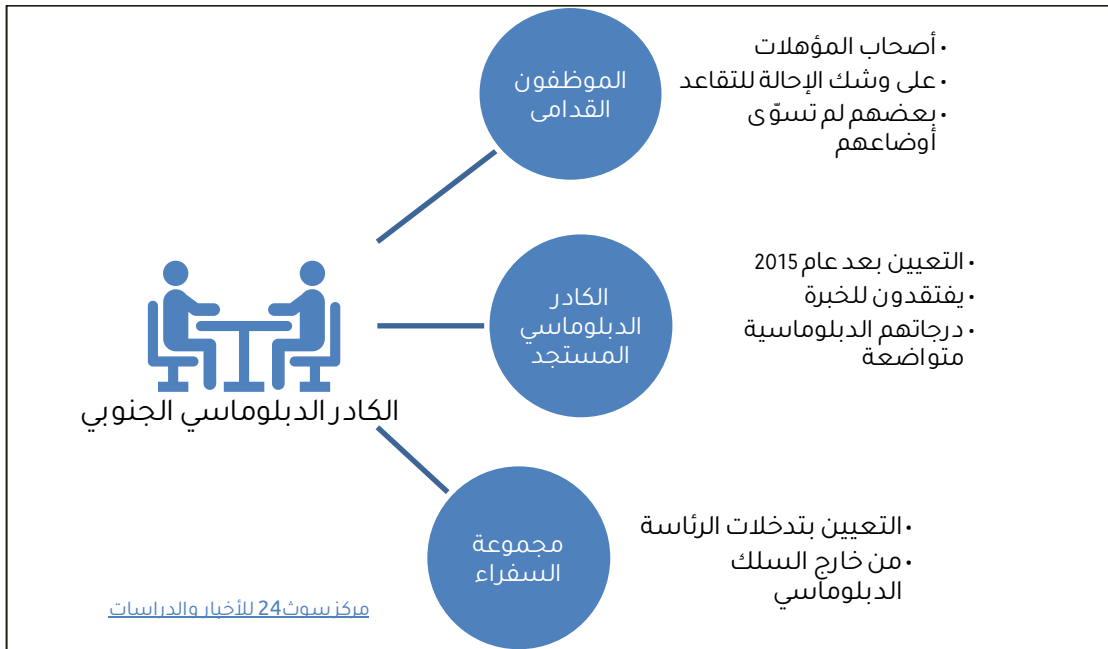 الموظفون
القدامى
• أصحاب المؤهلات
• على وشك الإحالة للتقاعد
• بعضهم لم تسوّى
أوضاعهم
الكادر
الدبلوماسي
المستجد
• التعيين بعد عام 2015
• يفتقدون للخبرة
• درجاتهم الدبلوماسية
متواضعة
الكادر الدبلوماسي الجنوبي
مجموعة
السفراء
• التعيين بتدخلات الرئاسة
• من خارج السلك
الدبلوماسي
مركز سوث24 للأخبار والدراسات